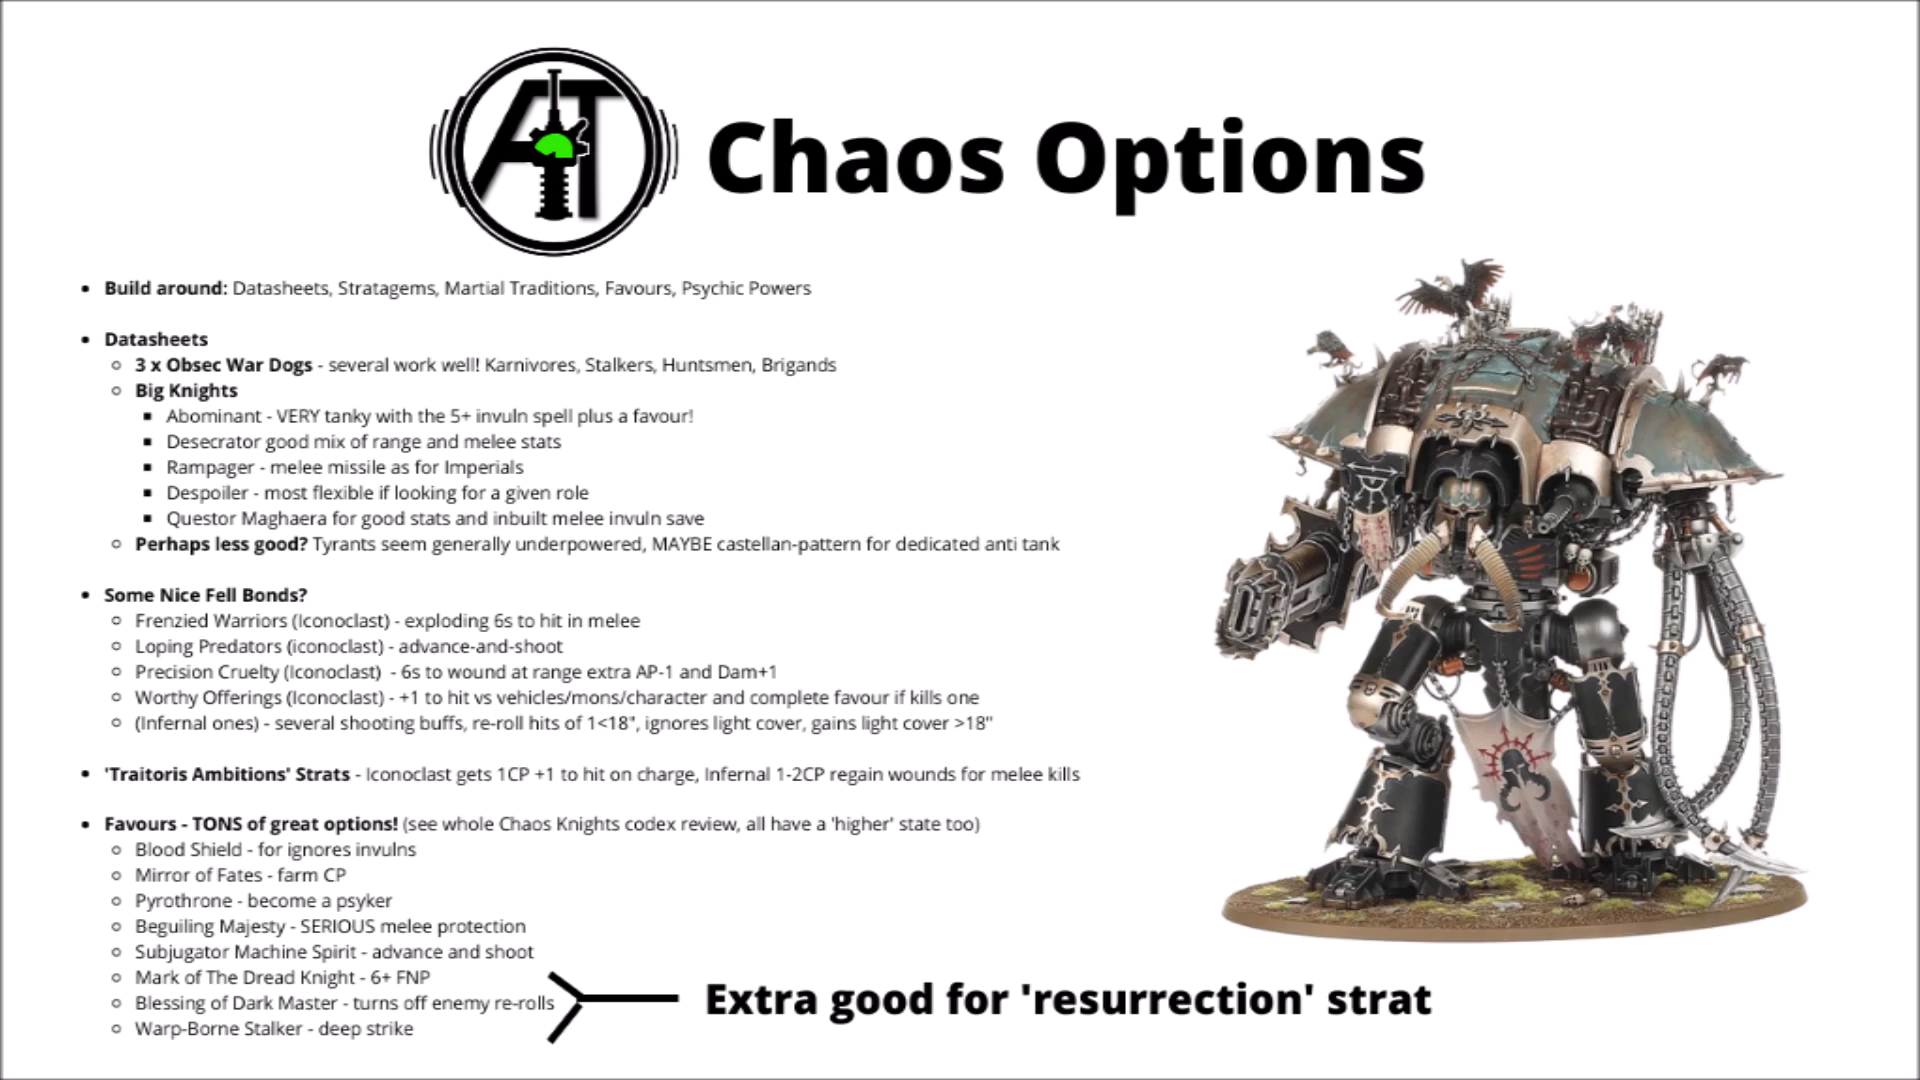 AT
Chaos Options
• Build around: Datasheets, Stratagems, Martial Traditions, Favours, Psychic Powers
• Datasheets
○ 3 x Obsec War Dogs - several work well! Karnivores, Stalkers, Huntsmen, Brigands
○ Big Knights
▪ Abominant - VERY tanky with the 5+ invuln spell plus a favour!
▪ Desecrator good mix of range and melee stats
▪ Rampager - melee missile as for Imperials
▪ Despoiler - most flexible if looking for a given role
▪ Questor Maghaera for good stats and inbuilt melee invuln save
○ Perhaps less good? Tyrants seem generally underpowered, MAYBE castellan-pattern for dedicated anti tank
• Some Nice Fell Bonds?
○ Frenzied Warriors (Iconoclast) - exploding 6s to hit in melee
○ Loping Predators (iconoclast) - advance-and-shoot
○ Precision Cruelty (Iconoclast)  - 6s to wound at range extra AP-1 and Dam+1
○ Worthy Offerings (Iconoclast) - +1 to hit vs vehicles/mons/character and complete favour if kills one
○ (Infernal ones) - several shooting buffs, re-roll hits of 1<18", ignores light cover, gains light cover >18"
• 'Traitoris Ambitions' Strats - Iconoclast gets 1CP +1 to hit on charge, Infernal 1-2CP regain wounds for melee kills
• Favours - TONS of great options! (see whole Chaos Knights codex review, all have a 'higher' state too)
○ Blood Shield - for ignores invulns
○ Mirror of Fates - farm CP
○ Pyrothrone - become a psyker
○ Beguiling Majesty - SERIOUS melee protection
○ Subjugator Machine Spirit - advance and shoot
○ Mark of The Dread Knight - 6+ FNP
○ Blessing of Dark Master - turns off enemy re-rolls
○ Warp-Borne Stalker - deep strike
Extra good for 'resurrection' strat